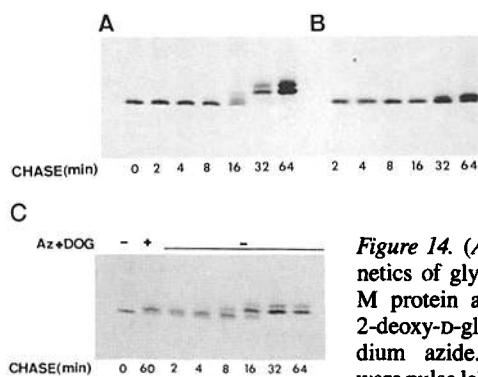 A
B
CHASE(min) 0 2 4 8 16 32 64
2 4 8 16 32 64
C
Az+DOG - + -
CHASE(min) 0 60 2 4 8 16 32 64
Figure 14. (A
netics of gly
M protein a
2-deoxy-D-gl
dium azide.